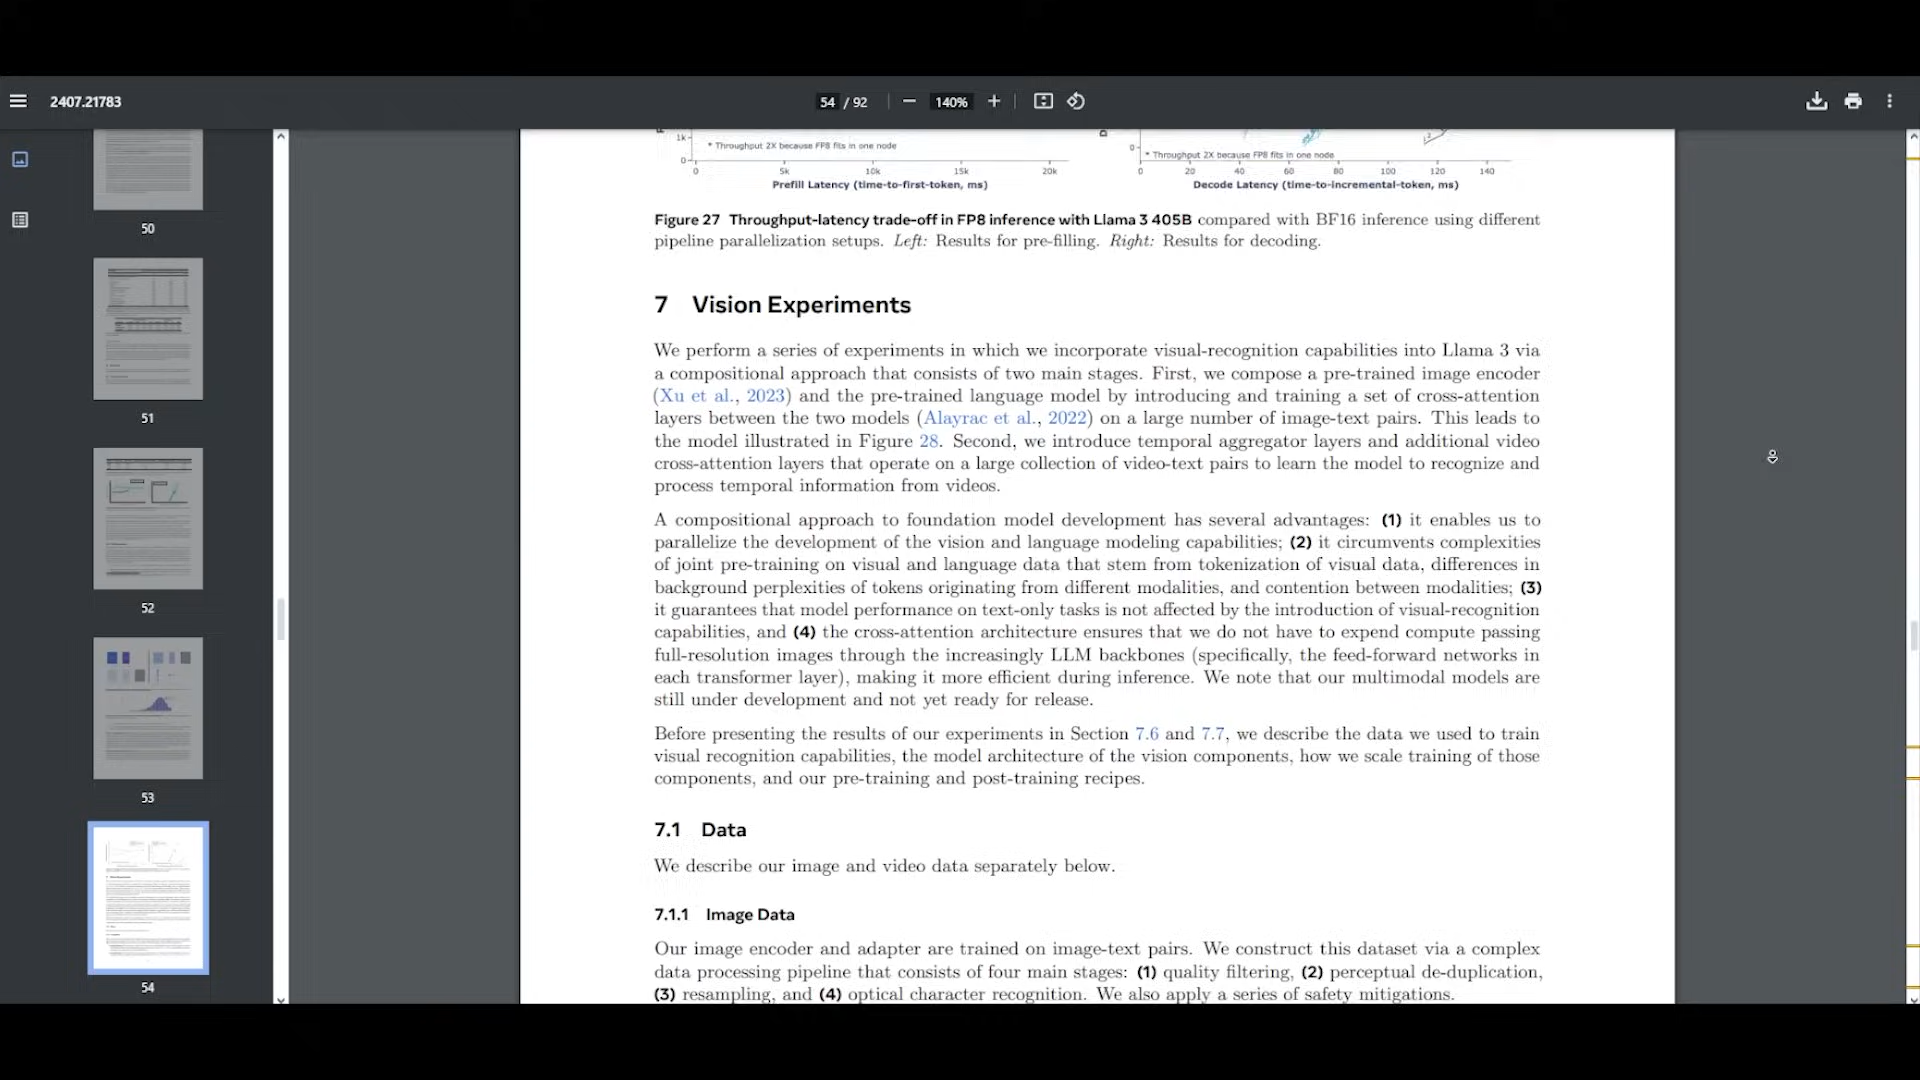 2407.21783
54 / 92
140%
50
51
52
53
54
1k
0
* Throughput 2X because FP8 fits in one node
0 5k 10k 15k 20k
Prefill Latency (time-to-first-token, ms)
0
* Throughput 2X because FP8 fits in one node
0 20 40 60 80 100 120 140
Decode Latency (time-to-incremental-token, ms)
Figure 27 Throughput-latency trade-off in FP8 inference with Llama 3 405B compared with BF16 inference using different
pipeline parallelization setups. Left: Results for pre-filling. Right: Results for decoding.
7 Vision Experiments
We perform a series of experiments in which we incorporate visual-recognition capabilities into Llama 3 via
a compositional approach that consists of two main stages. First, we compose a pre-trained image encoder
(Xu et al., 2023) and the pre-trained language model by introducing and training a set of cross-attention
layers between the two models (Alayrac et al., 2022) on a large number of image-text pairs. This leads to
the model illustrated in Figure 28. Second, we introduce temporal aggregator layers and additional video
cross-attention layers that operate on a large collection of video-text pairs to learn the model to recognize and
process temporal information from videos.
A compositional approach to foundation model development has several advantages: (1) it enables us to
parallelize the development of the vision and language modeling capabilities; (2) it circumvents complexities
of joint pre-training on visual and language data that stem from tokenization of visual data, differences in
background perplexities of tokens originating from different modalities, and contention between modalities; (3)
it guarantees that model performance on text-only tasks is not affected by the introduction of visual-recognition
capabilities, and (4) the cross-attention architecture ensures that we do not have to expend compute passing
full-resolution images through the increasingly LLM backbones (specifically, the feed-forward networks in
each transformer layer), making it more efficient during inference. We note that our multimodal models are
still under development and not yet ready for release.
Before presenting the results of our experiments in Section 7.6 and 7.7, we describe the data we used to train
visual recognition capabilities, the model architecture of the vision components, how we scale training of those
components, and our pre-training and post-training recipes.
7.1 Data
We describe our image and video data separately below.
7.1.1 Image Data
Our image encoder and adapter are trained on image-text pairs. We construct this dataset via a complex
data processing pipeline that consists of four main stages: (1) quality filtering, (2) perceptual de-duplication,
(3) resampling, and (4) optical character recognition. We also apply a series of safety mitigations.